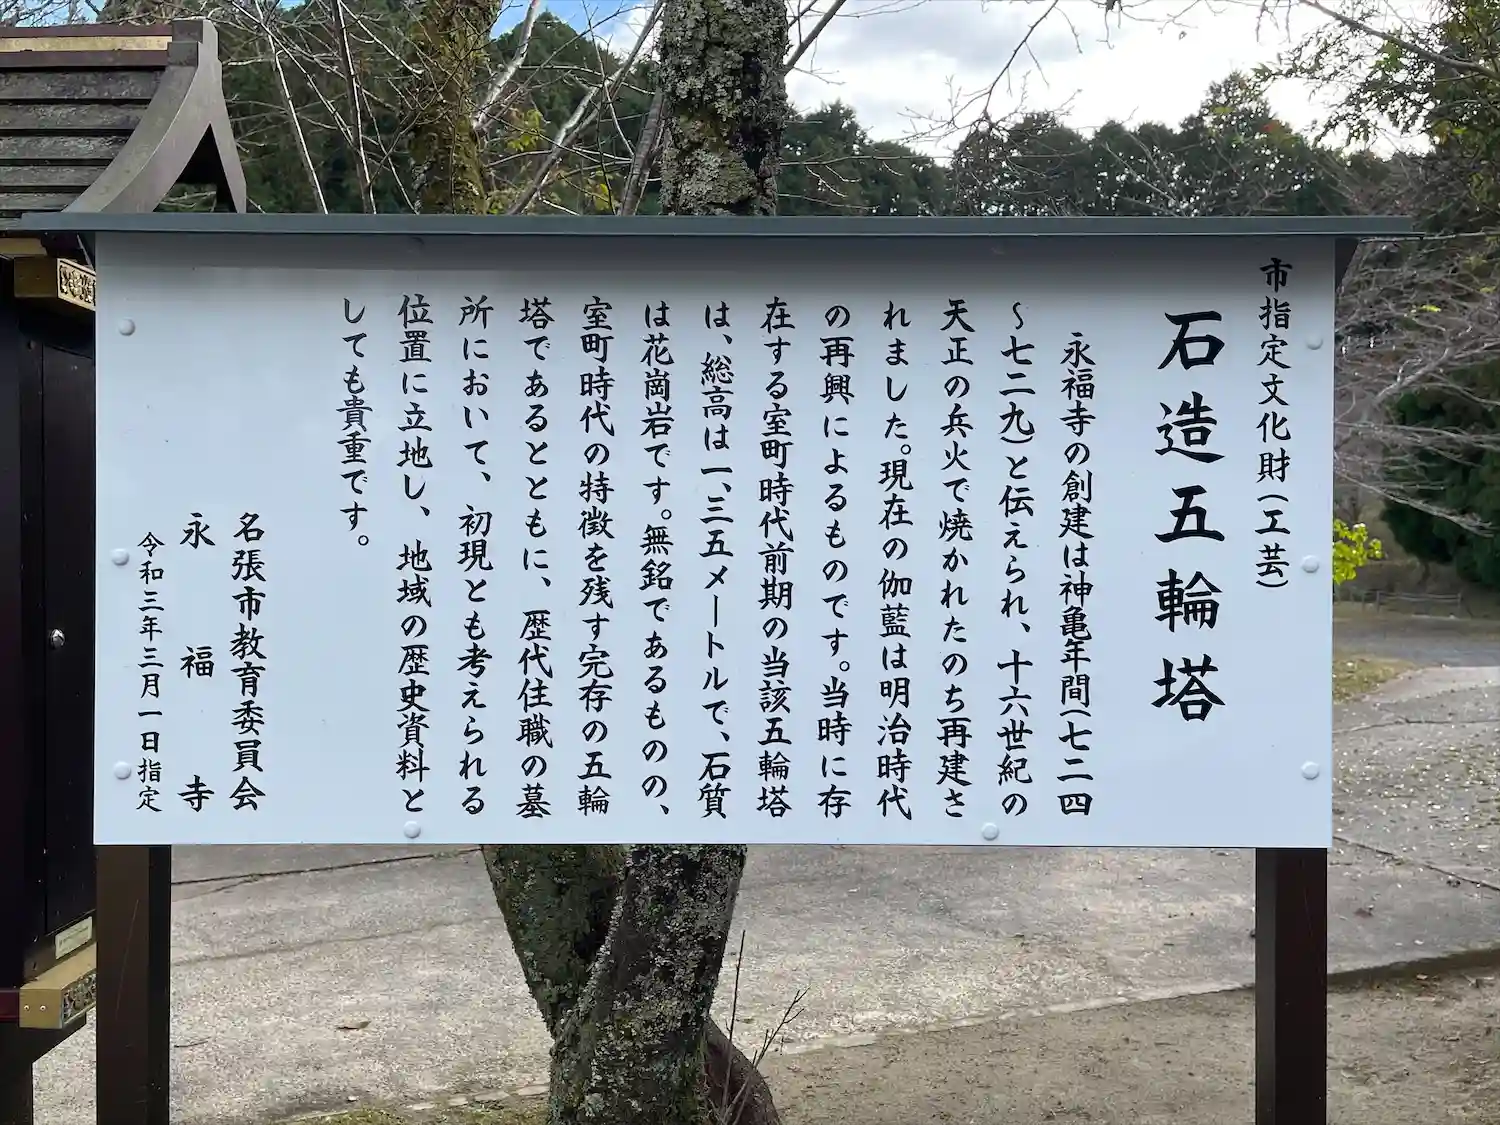 市指定文化財(工芸)
石造五輪塔
永福寺の創建は神亀年間(七二四
～七二九)と伝えられ、十六世紀の
天正の兵火で焼かれたのち再建さ
れました。現在の伽藍は明治時代
の再興によるものです。当時に存
在する室町時代前期の当該五輪塔
は、総高は一、三五メートルで、石質
は花崗岩です。無銘であるものの、
室町時代の特徴を残す完存の五輪
塔であるとともに、歴代住職の墓
所において、初現とも考えられる
位置に立地し、地域の歴史資料と
しても貴重です。
名張市教育委員会
永福寺
令和三年三月一日指定